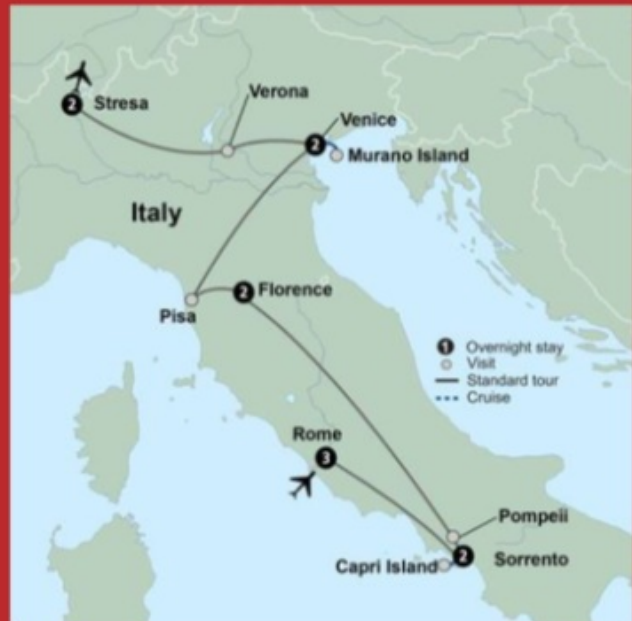 2 Stresa
Verona
Venice
2
Murano Island
Italy
2 Florence
Pisa
1 Overnight stay
Visit
Standard tour
Cruise
Rome
3
Pompeii
2 Sorrento
Capri Island